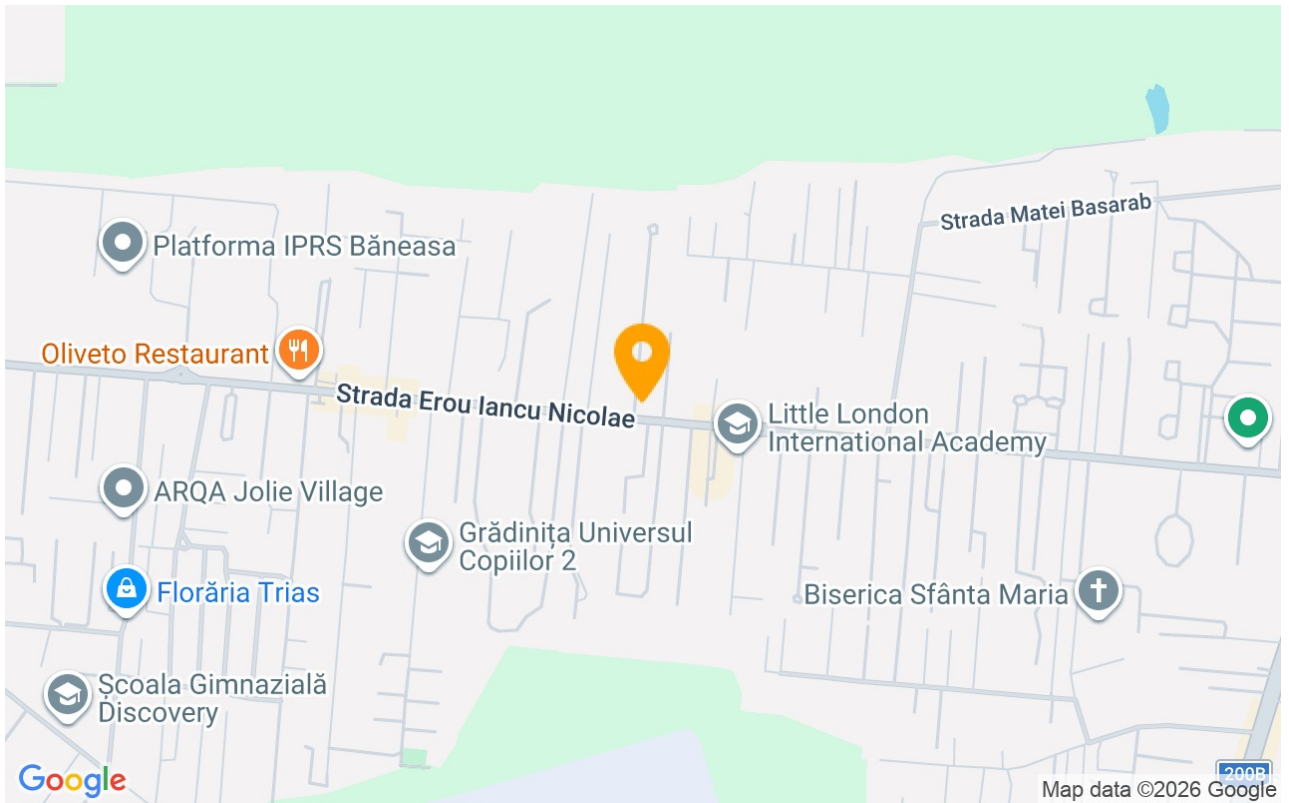 Strada Matei Basarab
Platforma IPRS Băneasa
Oliveto Restaurant
Strada Erou Iancu Nicolae
Little London
International Academy
ARQA Jolie Village
Grădinița Universul
Copiilor 2
Florăria Trias
Biserica Sfânta Maria
Școala Gimnazială
Discovery
Google
200B
Map data ©2026 Google